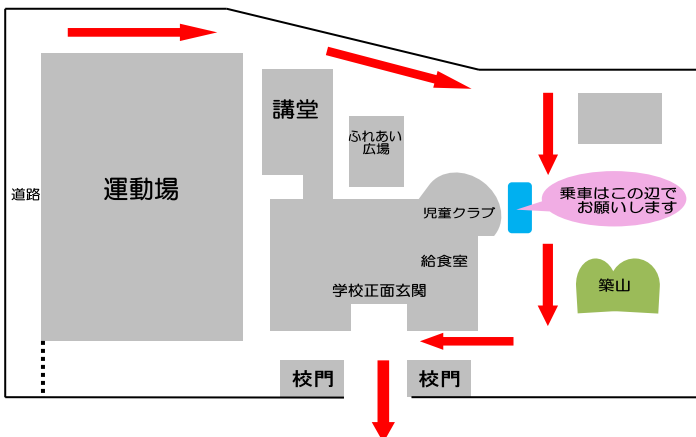 講堂
ふれあい
広場
道路
運動場
乗車はこの辺で
お願いします
児童クラブ
給食室
築山
学校正面玄関
校門
校門